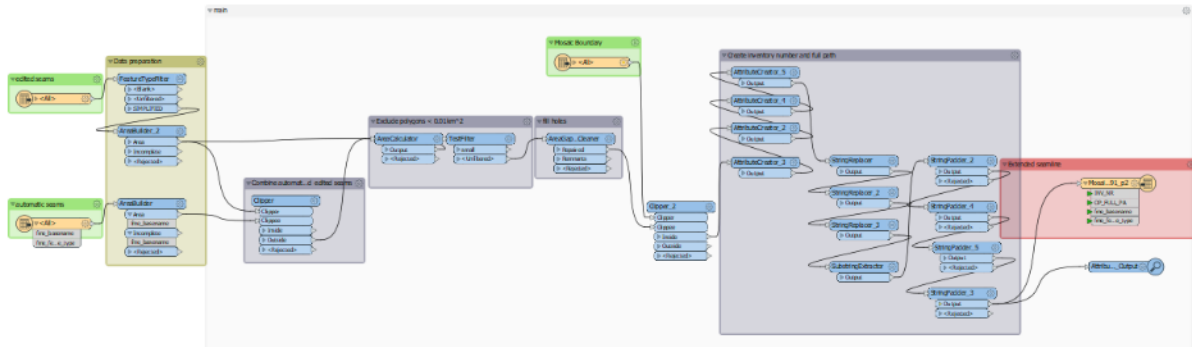 main
edited seams
<All>
automatic seams
<All>
fme_basename
fme_fe...e_type
Data preparation
FeatureTypeFilter
<Blank>
<Unfiltered>
SIMPLIFIED
AreaBuilder_2
Area
Incomplete
<Rejected>
AreaBuilder
Area
fme_basename
Incomplete
fme_basename
<Rejected>
Combine automat...d edited seams
Clipper
Clipper
Clippee
Inside
Outside
<Rejected>
Exclude polygons < 0.01km^2
AreaCalculator
Output
<Rejected>
TestFilter
small
<Unfiltered>
fill holes
AreaGap...Cleaner
Repaired
<Rejected>
Mosaic Boundary
<All>
Clipper_2
Clipper
Clippee
Inside
Outside
<Rejected>
Create inventory number and full path
AttributeCreator_5
Output
AttributeCreator_4
Output
AttributeCreator_2
Output
AttributeCreator_3
Output
StringReplacer
Output
StringReplacer_2
Output
StringReplacer_3
Output
SubstringExtractor
Output
StringPadder_2
Output
<Rejected>
StringPadder_4
Output
<Rejected>
StringPadder_5
Output
<Rejected>
StringPadder_3
Output
<Rejected>
Extended seamline
INV_NR
fme_basename
fme_fe...e_type
Attribu..._Output